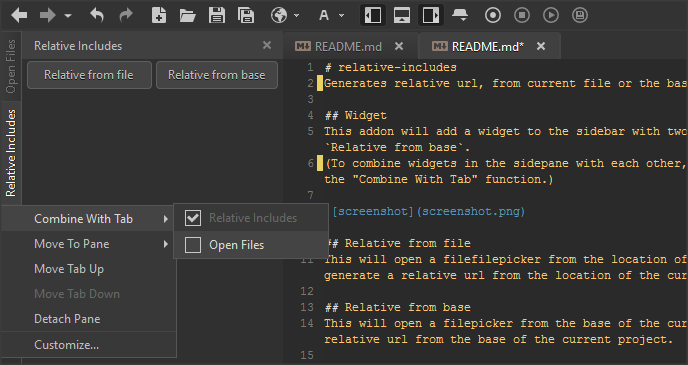 A
Relative Includes
README.md
README.md*
Open Files
Relative Includes
Relative from file
Relative from base
1 # relative-includes
2 Generates relative url, from current file or the bas
3
4 ## Widget
5 This addon will add a widget to the sidebar with two
`Relative from base`.
6 (To combine widgets in the sidepane with each other,
the "Combine With Tab" function.)
7
[screenshot](screenshot.png)
## Relative from file
11 This will open a filefilepicker from the location of
generate a relative url from the location of the cur
12
13 ## Relative from base
14 This will open a filepicker from the base of the cur
relative url from the base of the current project.
15
Combine With Tab
Move To Pane
Move Tab Up
Move Tab Down
Detach Pane
Customize...
Relative Includes
Open Files